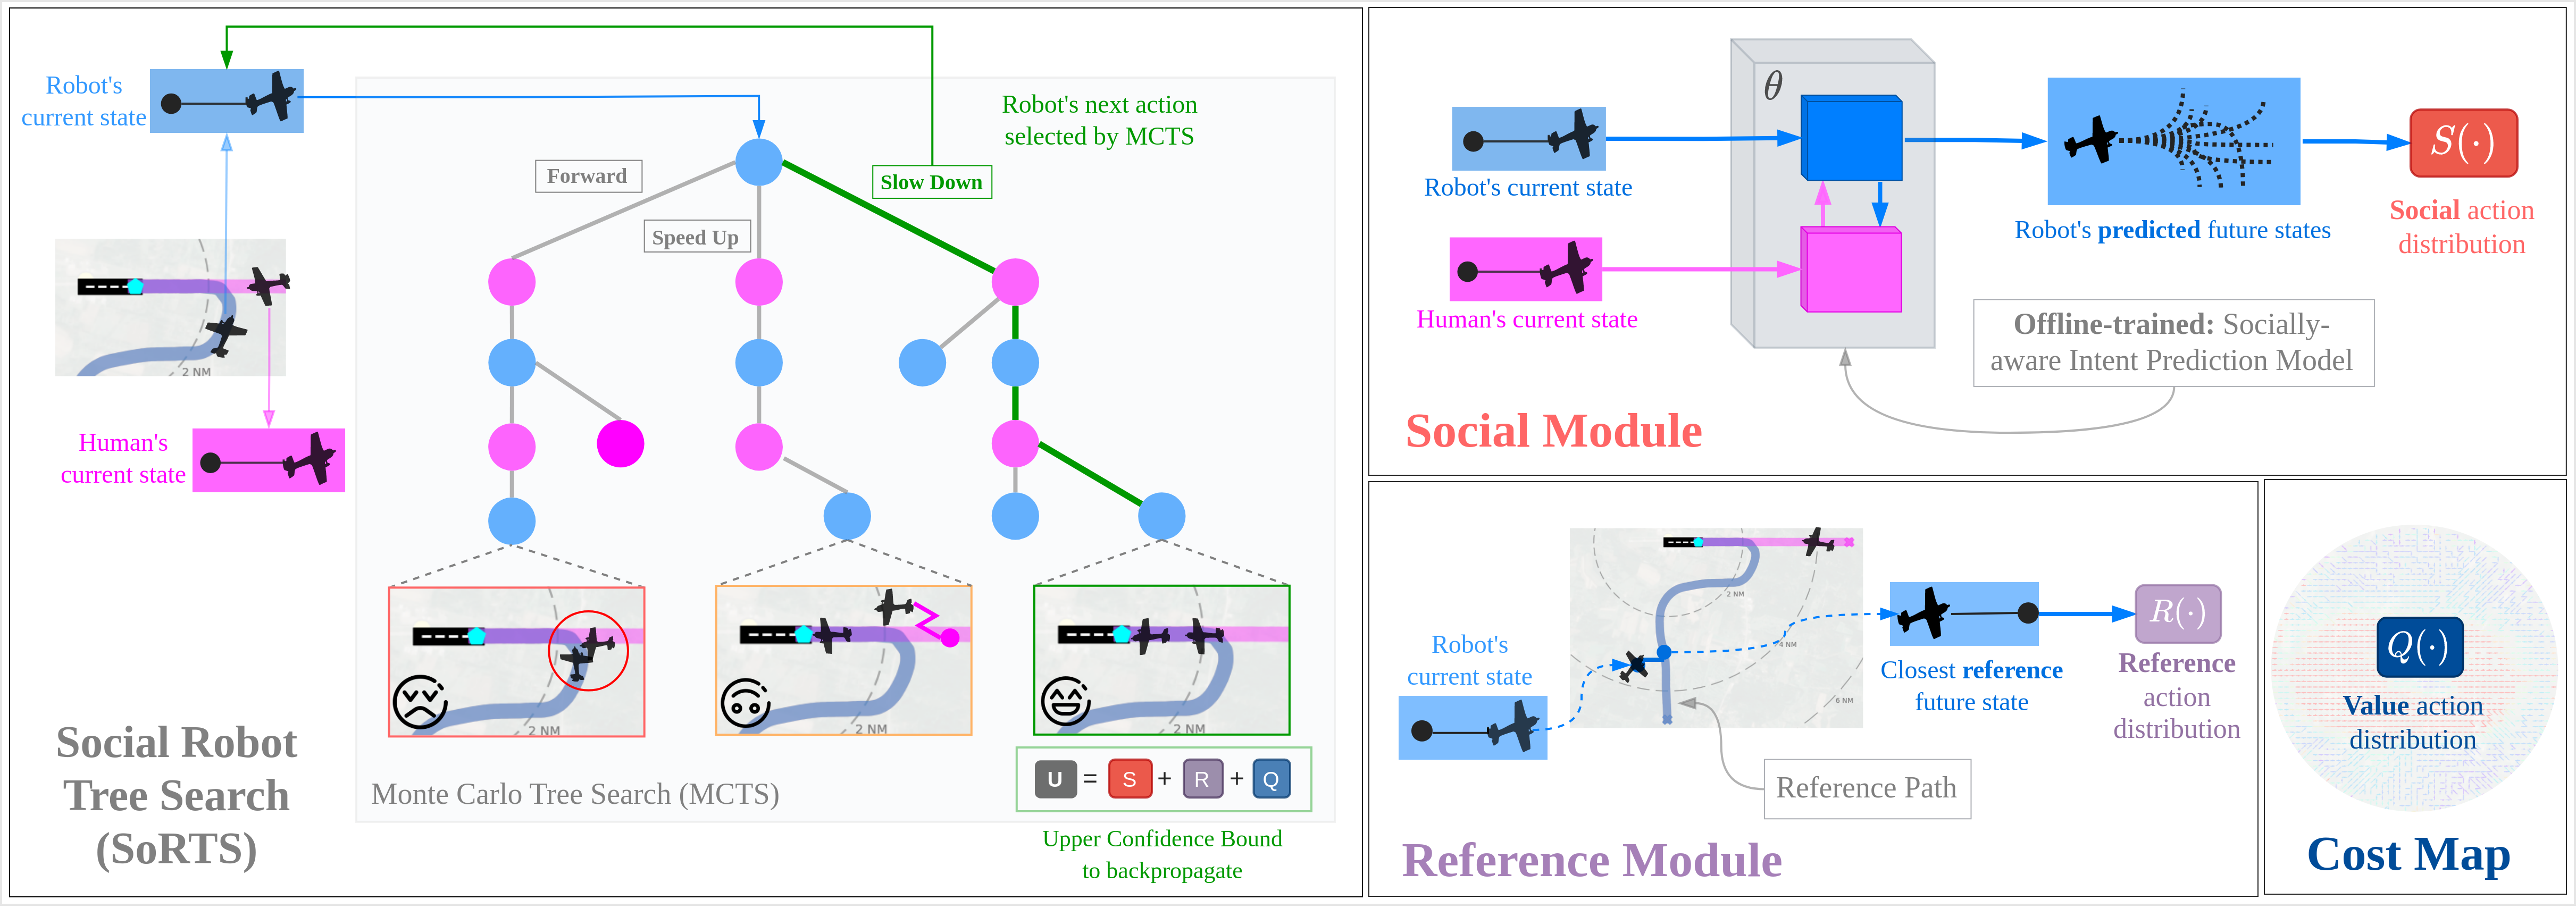 Robot's
current state
Robot's next action
selected by MCTS
Forward
Slow Down
Speed Up
2 NM
Human's
current state
2 NM
2 NM
2 NM
Social Robot
Tree Search
(SoRTS)
Monte Carlo Tree Search (MCTS)
U = S + R + Q
Upper Confidence Bound
to backpropagate
θ
Robot's current state
Human's current state
Robot's predicted future states
S(·)
Social action
distribution
Offline-trained: Socially-
aware Intent Prediction Model
Social Module
Robot's
current state
2 NM
4 NM
6 NM
Closest reference
future state
R(·)
Reference
action
distribution
Reference Path
Reference Module
Q(·)
Value action
distribution
Cost Map